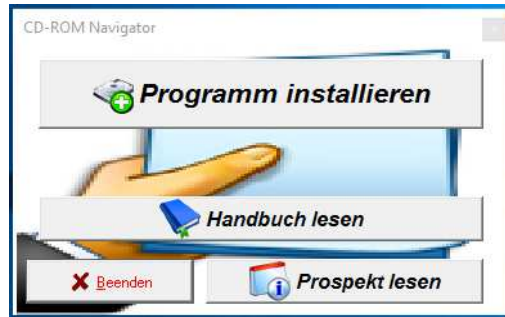 CD-ROM Navigator
Programm installieren
Handbuch lesen
Beenden
Prospekt lesen